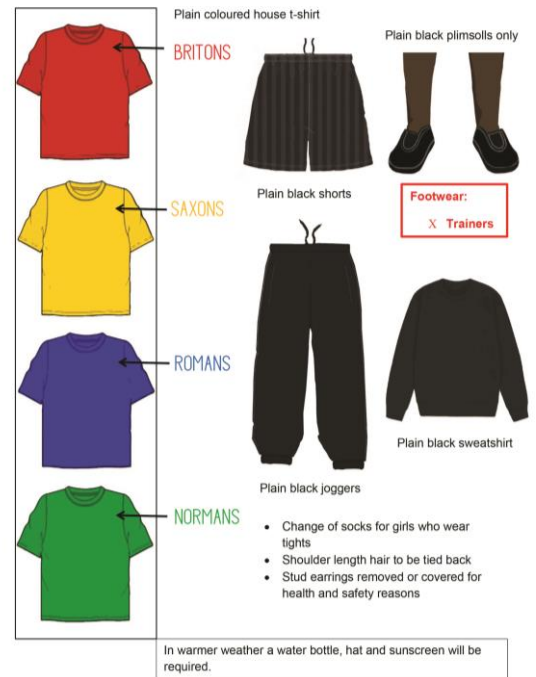 Plain coloured house t-shirt
BRITONS
SAXONS
ROMANS
NORMANS
Plain black shorts
Plain black plimsolls only
Footwear:
X Trainers
Plain black joggers
Plain black sweatshirt
• Change of socks for girls who wear
tights
• Shoulder length hair to be tied back
• Stud earrings removed or covered for
health and safety reasons
In warmer weather a water bottle, hat and sunscreen will be
required.